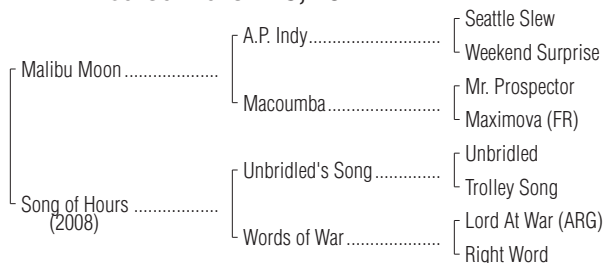 Malibu Moon....................
A.P. Indy............................
Seattle Slew
Weekend Surprise
Macoumba........................
Mr. Prospector
Maximova (FR)
Song of Hours ..................
(2008)
Unbridled's Song..............
Unbridled
Trolley Song
Words of War....................
Lord At War (ARG)
Right Word